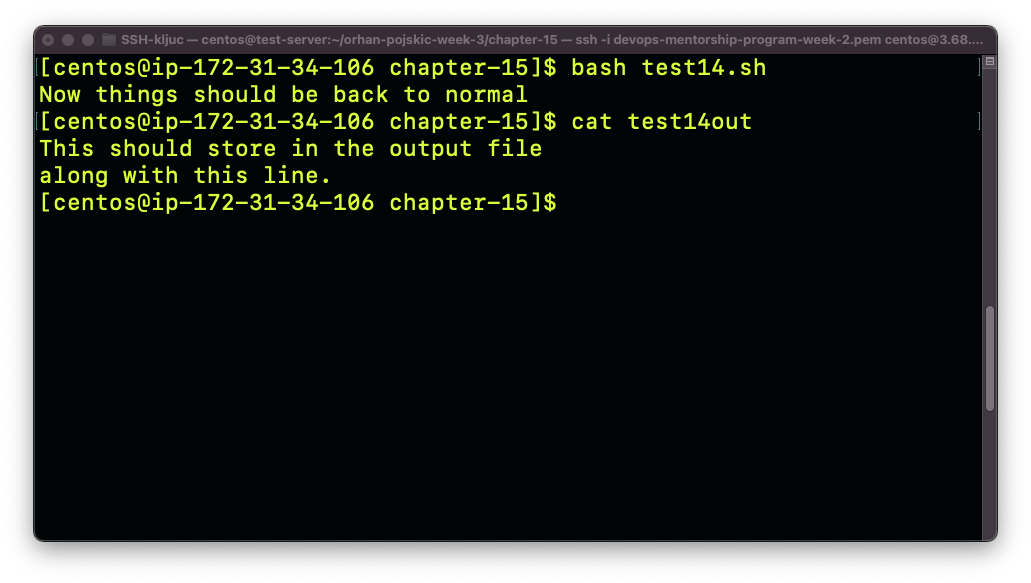 SSH-kljuc — centos@test-server:~/orhan-pojskic-week-3/chapter-15 — ssh -i devops-mentorship-program-week-2.pem centos@3.68....
[centos@ip-172-31-34-106 chapter-15]$ bash test14.sh
Now things should be back to normal
[centos@ip-172-31-34-106 chapter-15]$ cat test14out
This should store in the output file
along with this line.
[centos@ip-172-31-34-106 chapter-15]$